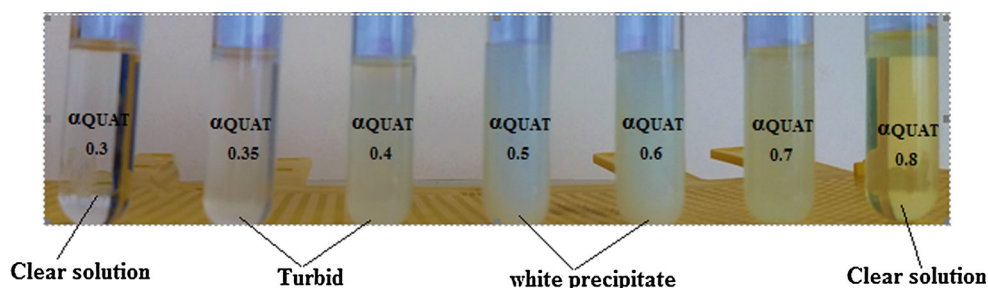 αQUAT
0.3
αQUAT
0.35
αQUAT
0.4
αQUAT
0.5
αQUAT
0.6
αQUAT
0.7
αQUAT
0.8
Clear solution
Turbid
white precipitate
Clear solution